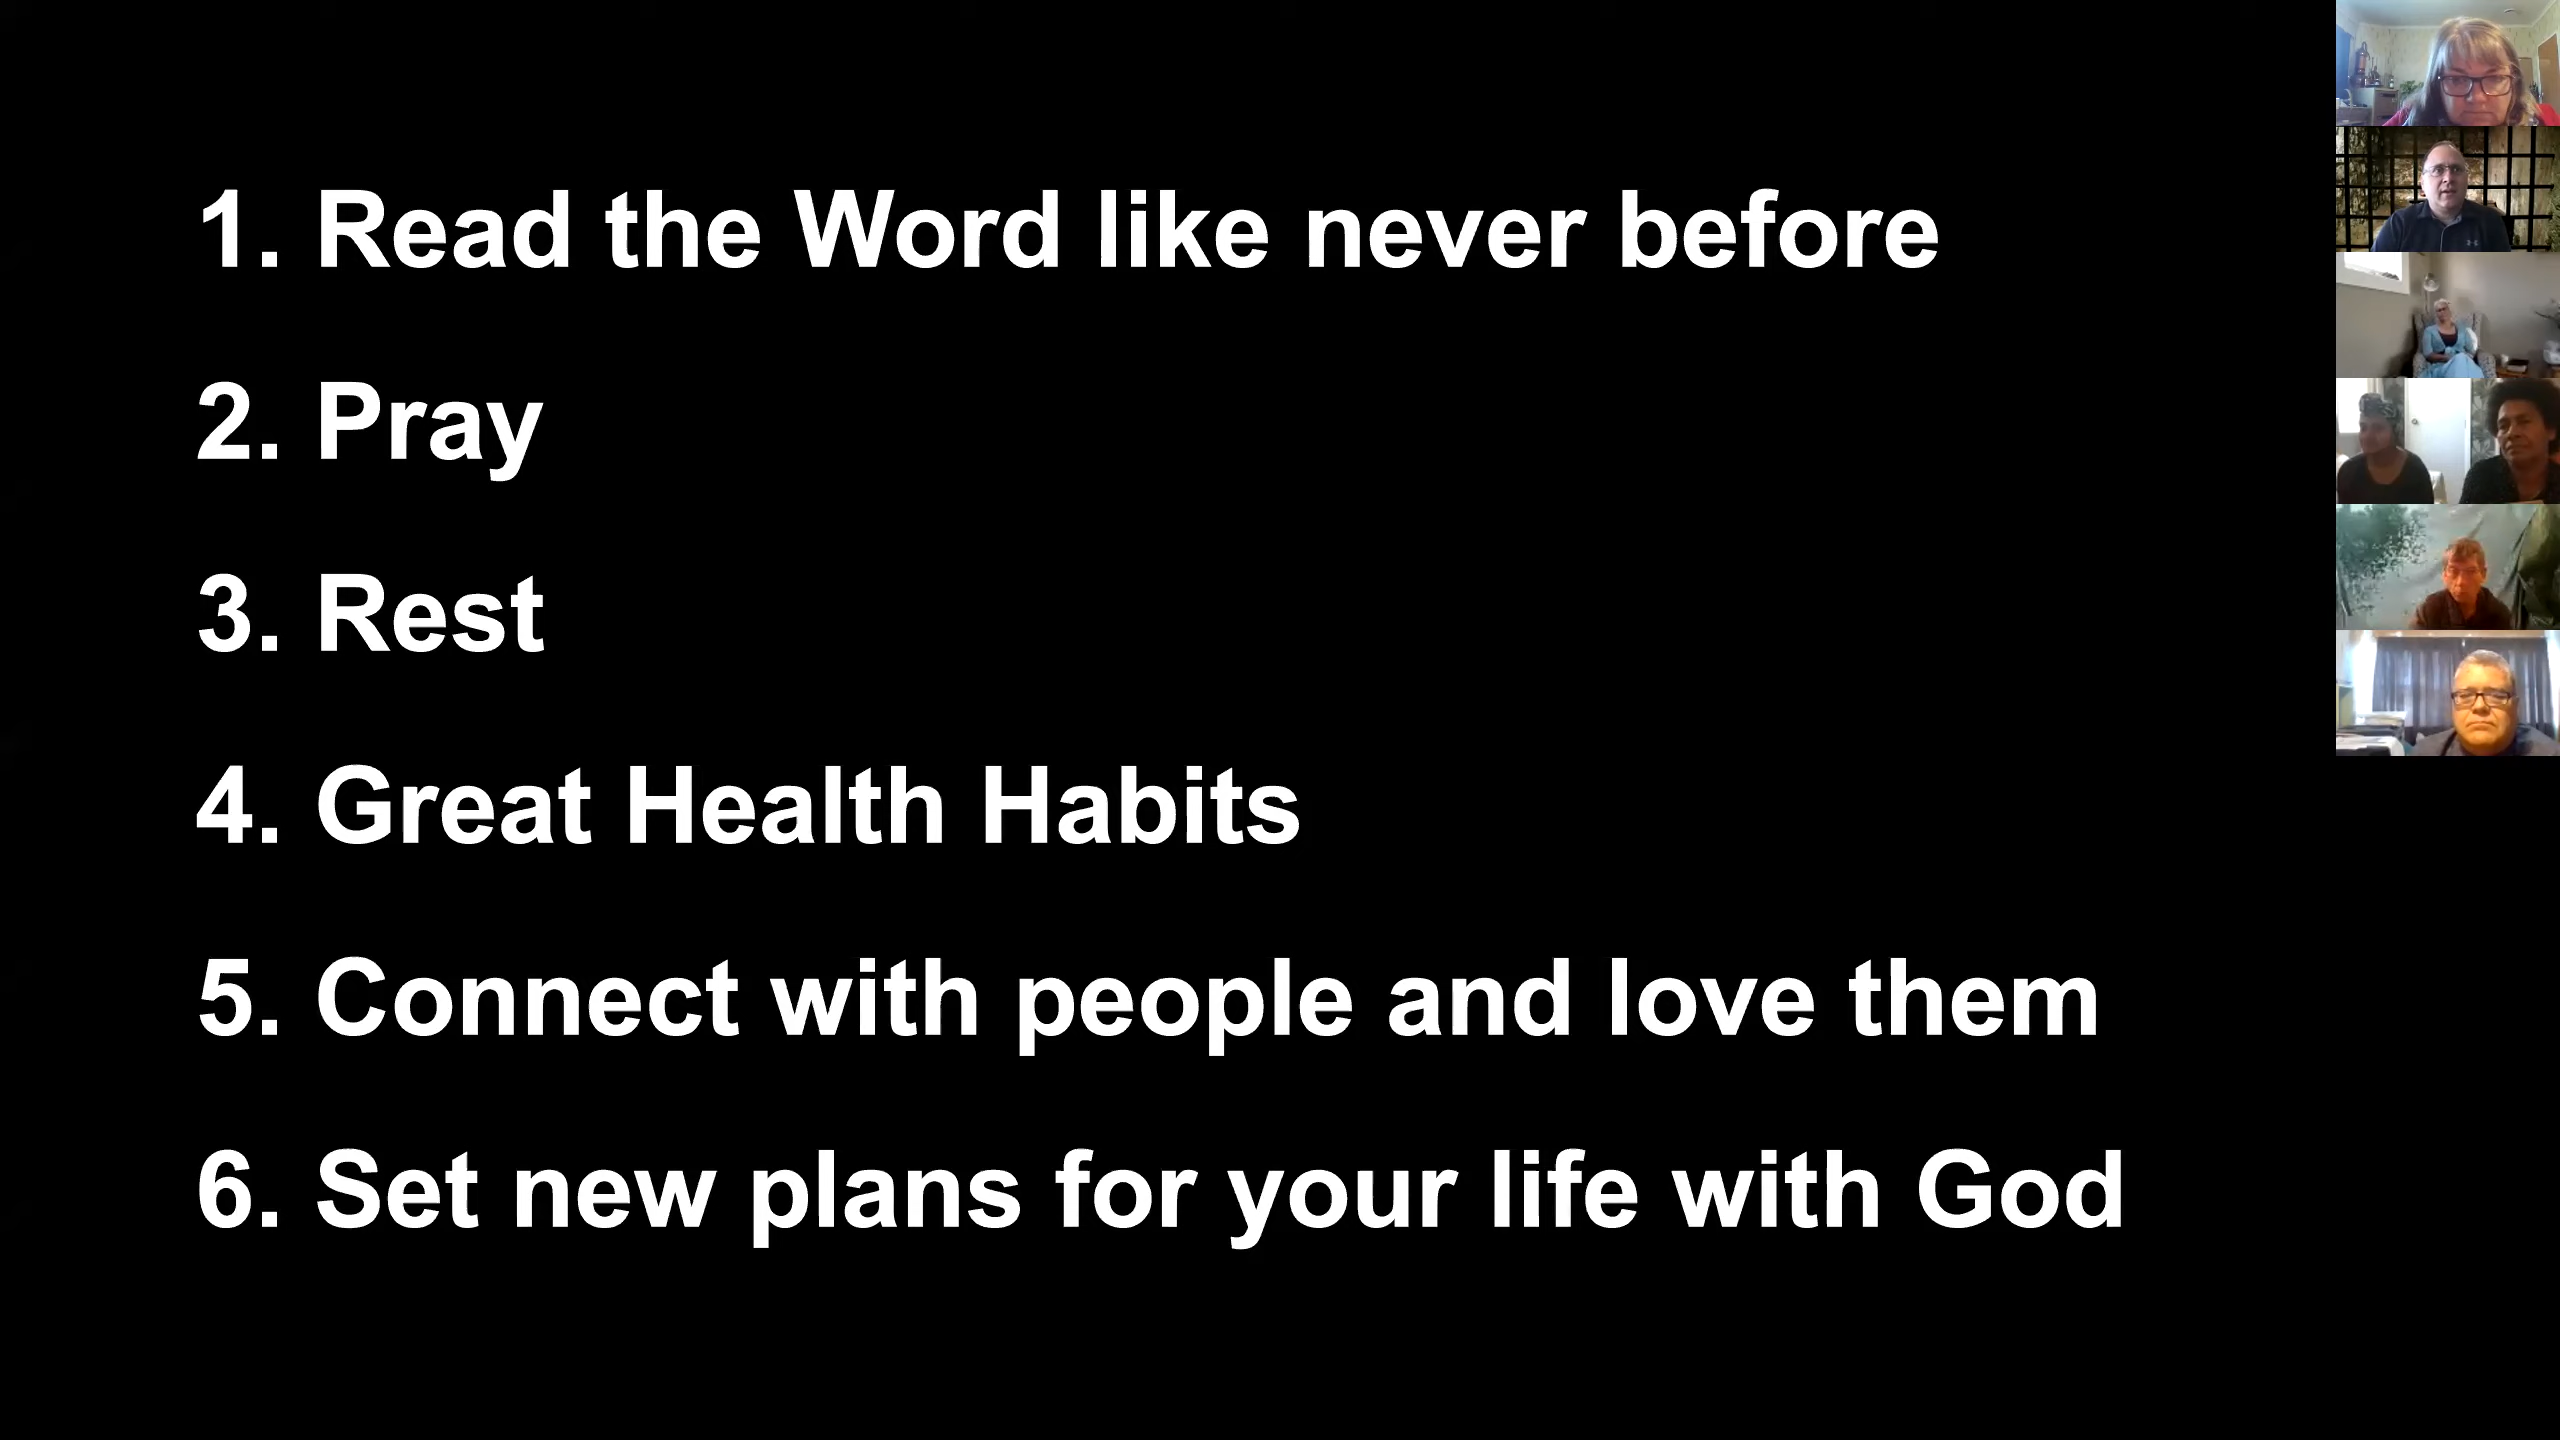 1. Read the Word like never before
2. Pray
3. Rest
4. Great Health Habits
5. Connect with people and love them
6. Set new plans for your life with God